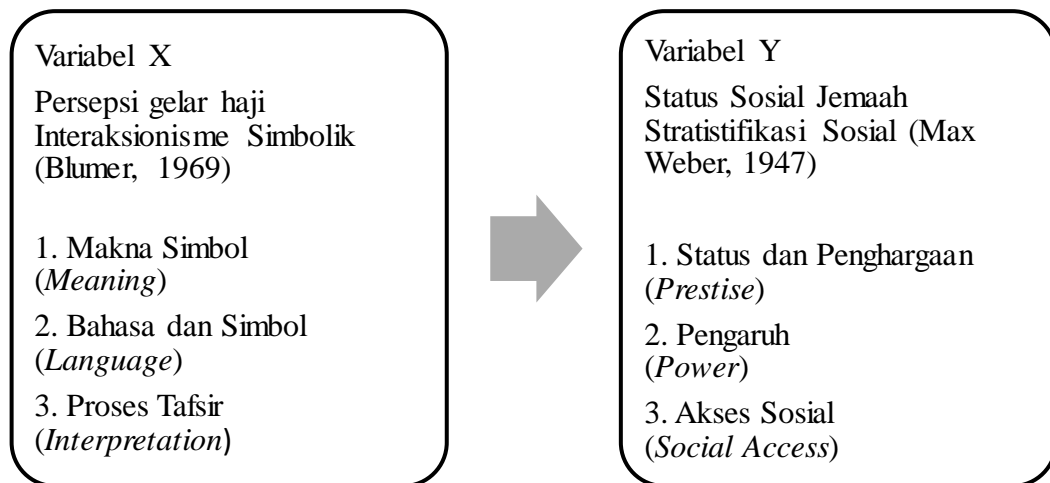 Variabel X
Persepsi gelar haji
Interaksionisme Simbolik
(Blumer, 1969)
1. Makna Simbol
(Meaning)
2. Bahasa dan Simbol
(Language)
3. Proses Tafsir
(Interpretation)
Variabel Y
Status Sosial Jemaah
Stratistifikasi Sosial (Max
Weber, 1947)
1. Status dan Penghargaan
(Prestise)
2. Pengaruh
(Power)
3. Akses Sosial
(Social Access)